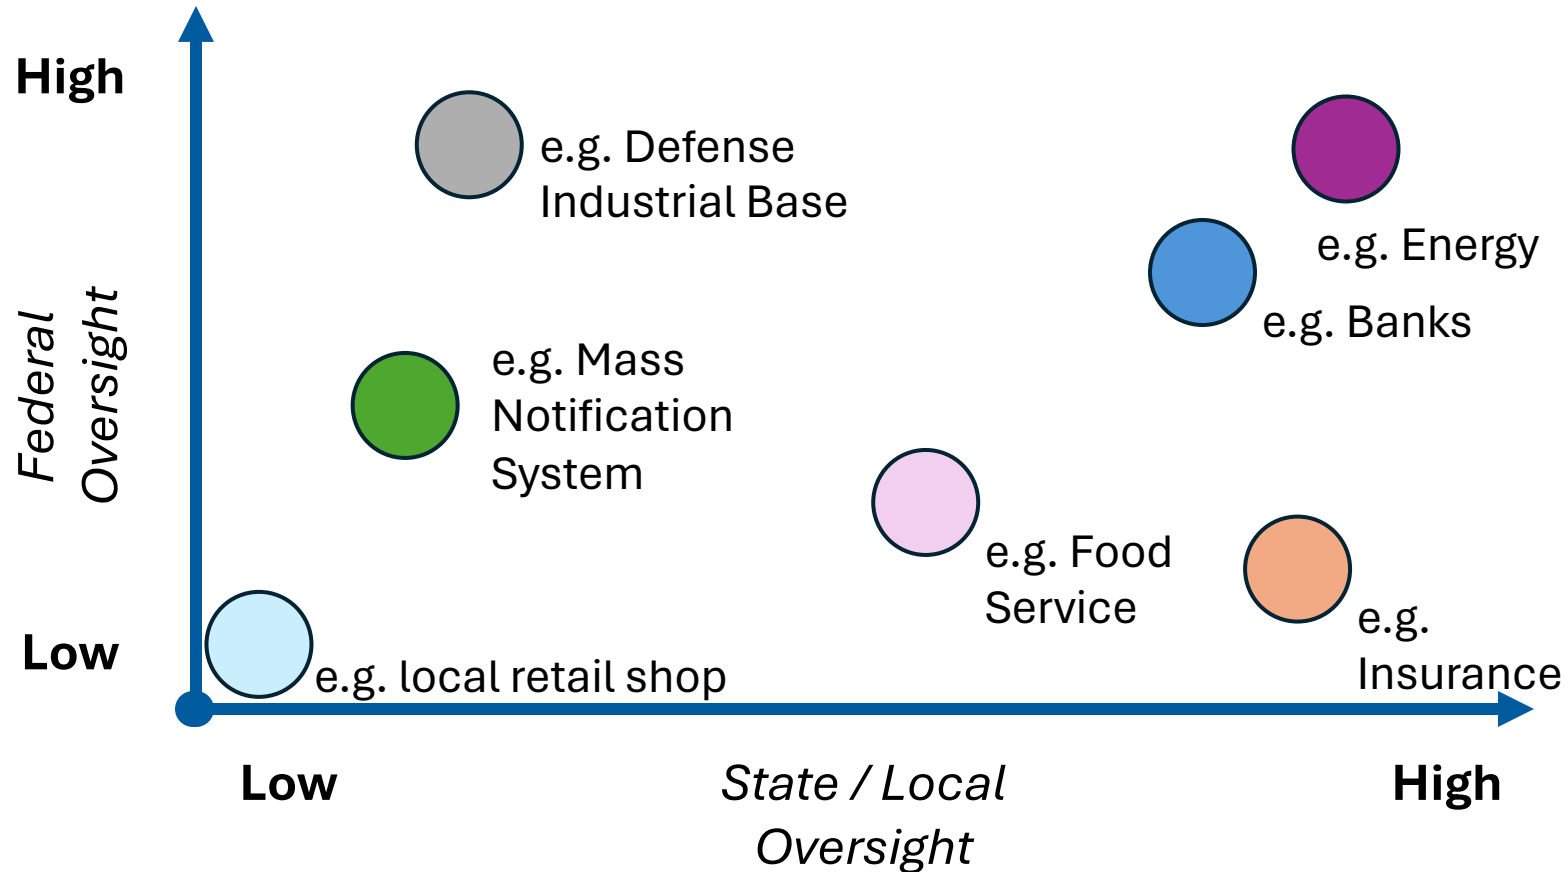 High
e.g. Defense
Industrial Base
e.g. Energy
e.g. Banks
Federal
Oversight
e.g. Mass
Notification
System
e.g. Food
Service
e.g.
Insurance
Low
e.g. local retail shop
Low
State / Local
Oversight
High